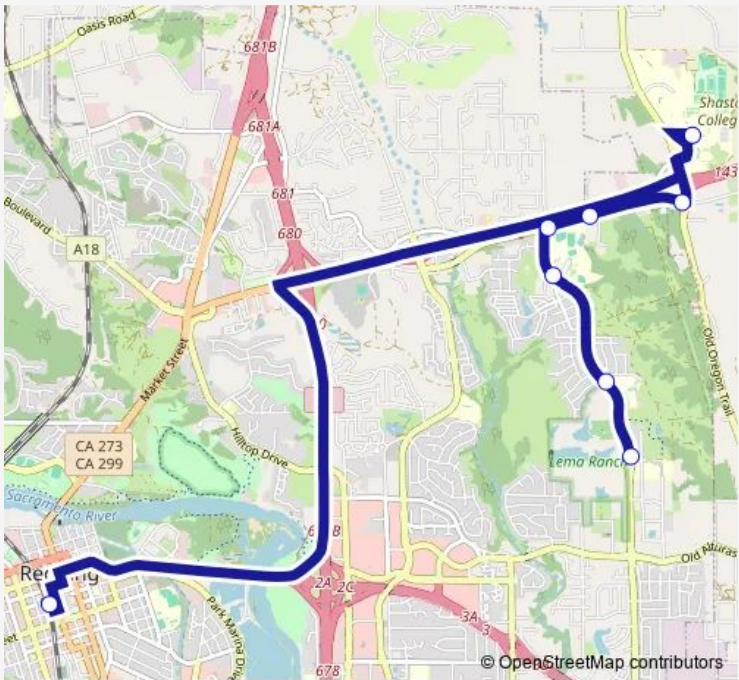 Oasis Road
681B
681A
Shasta
College
681
143
680
Boulevard
A18
Market Street
Old Oregon Trail
CA 273
CA 299
Hilltop Drive
Lema Ranch
Sacramento River
2A
2C
Old Alturas
Park Marina Drive
3A
3
678
© OpenStreetMap contributors